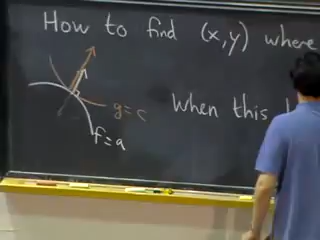 How to find (x,y) where
g=c
When this
f=a